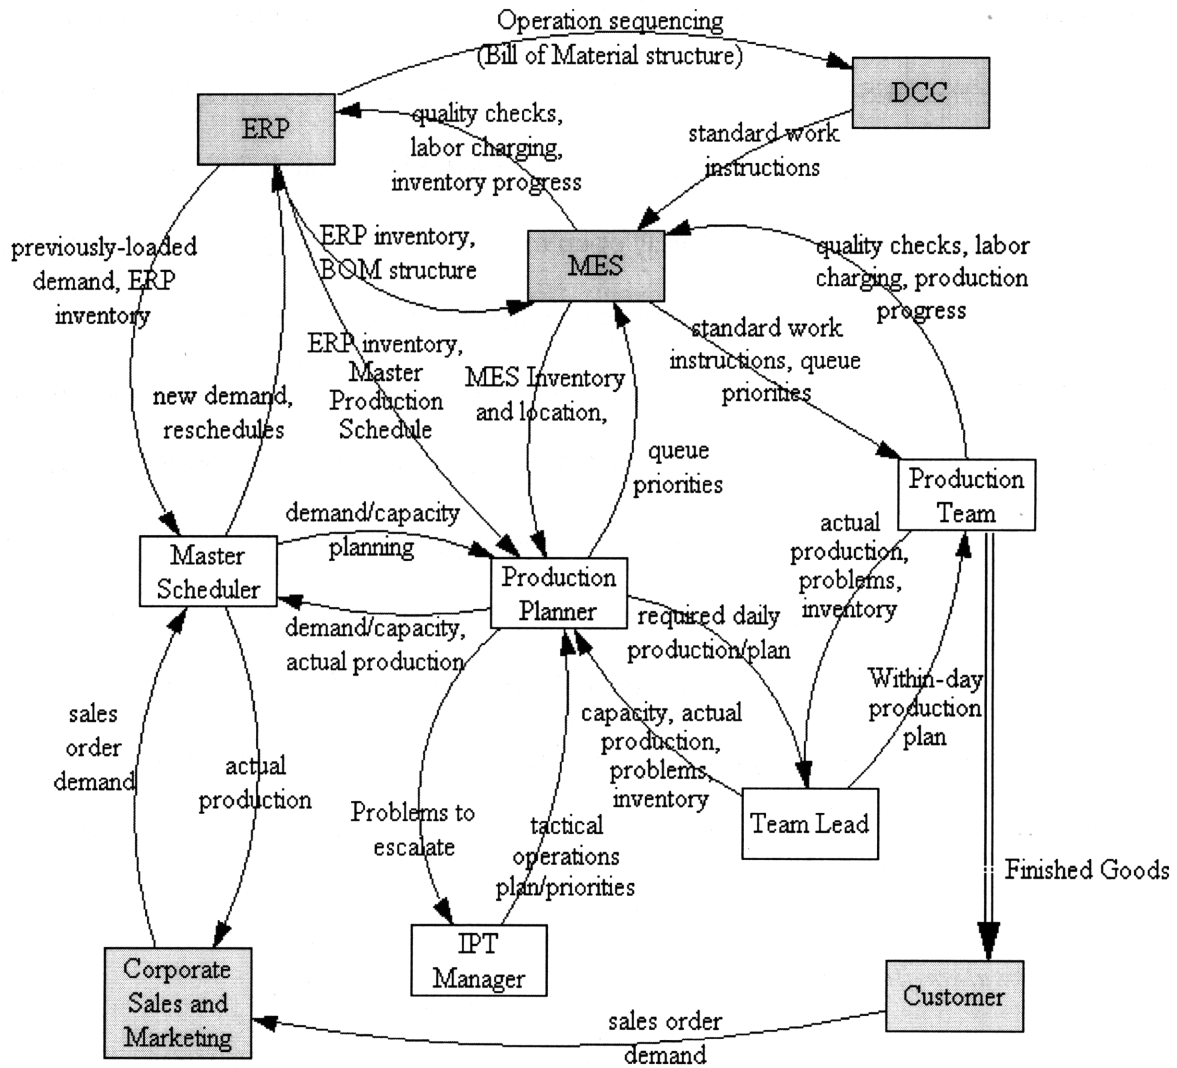 Operation sequencing
(Bill of Material structure)
DCC
ERP
quality checks,
labor charging,
inventory progress
standard work
instructions
previously-loaded
demand, ERP
inventory
ERP inventory,
BOM structure
MES
quality checks, labor
charging, production
progress
ERP inventory,
Master
Production
Schedule
MES Inventory
and location,
standard work
instructions, queue
priorities
new demand,
reschedules
queue
priorities
Production
Team
demand/capacity
planning
actual
production,
problems,
inventory
Master
Scheduler
Production
Planner
demand/capacity,
actual production
required daily
production/plan
Within-day
production
plan
sales
order
demand
actual
production
capacity, actual
production,
problems,
inventory
Problems to
escalate
tactical
operations
plan/priorities
Team Lead
Finished Goods
IPT
Manager
Corporate
Sales and
Marketing
Customer
sales order
demand